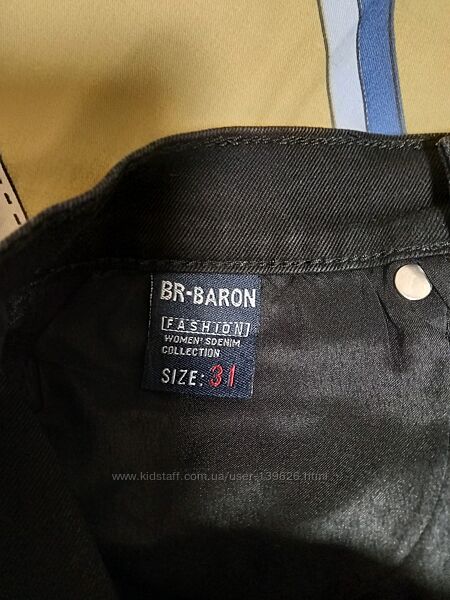 BR-BARON
FASHION
WOMEN'SDENIM
COLLECTION
SIZE: 31
www.kidstaff.com.ua/user-139626.html